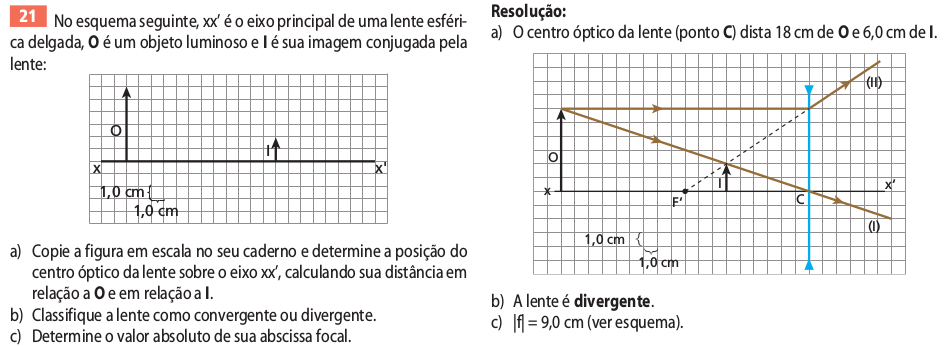 21 No esquema seguinte, xx’ é o eixo principal de uma lente esféri-
ca delgada, O é um objeto luminoso e I é sua imagem conjugada pela
lente:
O
I
x
x’
1,0 cm
1,0 cm
a) Copie a figura em escala no seu caderno e determine a posição do
centro óptico da lente sobre o eixo xx’, calculando sua distância em
relação a O e em relação a I.
b) Classifique a lente como convergente ou divergente.
c) Determine o valor absoluto de sua abscissa focal.
Resolução:
a) O centro óptico da lente (ponto C) dista 18 cm de O e 6,0 cm de I.
(II)
O
I
x
x’
F’
C
(I)
1,0 cm
1,0 cm
b) A lente é divergente.
c) |f| = 9,0 cm (ver esquema).